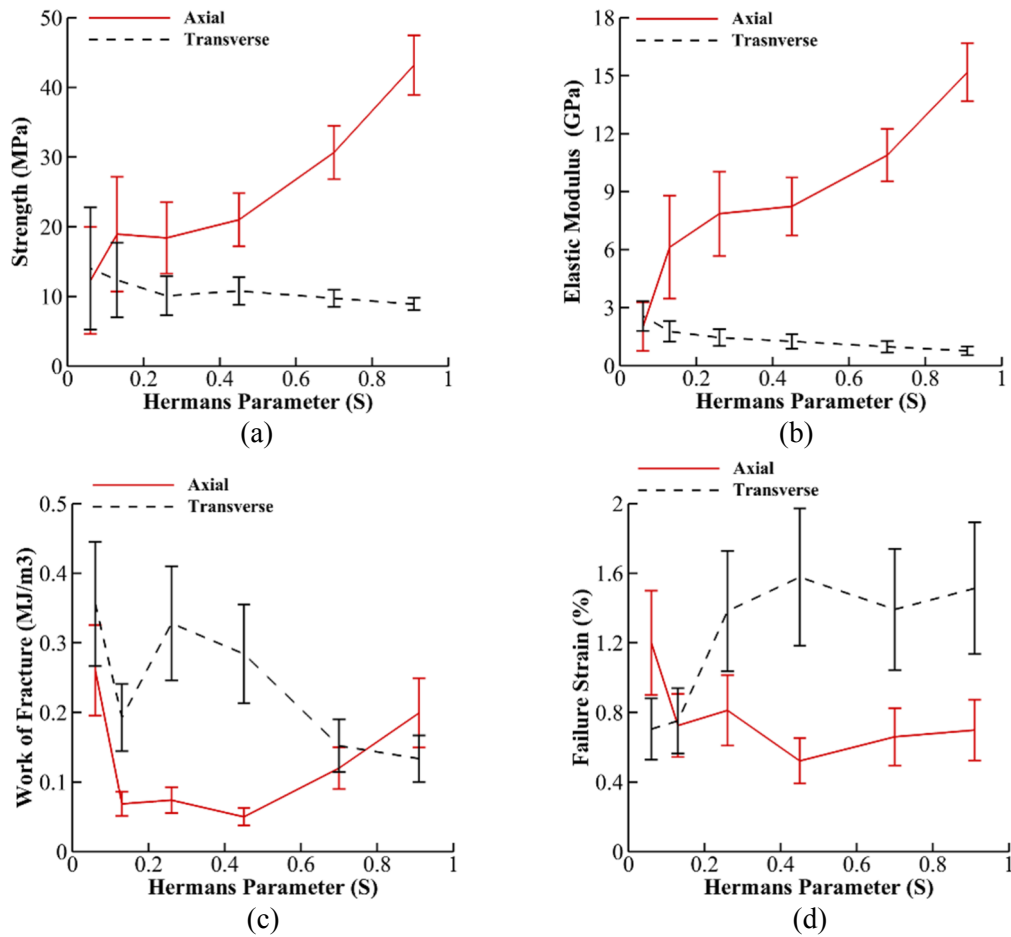 Axial
Transverse
50
40
30
20
10
0
0
0.2
0.4
0.6
0.8
1
Strength (MPa)
Hermans Parameter (S)
(a)
Axial
Trasnverse
18
15
12
9
6
3
0
0
0.2
0.4
0.6
0.8
1
Elastic Modulus (GPa)
Hermans Parameter (S)
(b)
Axial
Transverse
0.5
0.4
0.3
0.2
0.1
0
0
0.2
0.4
0.6
0.8
1
Work of Fracture (MJ/m3)
Hermans Parameter (S)
(c)
Axial
Transverse
2
1.6
1.2
0.8
0.4
0
0
0.2
0.4
0.6
0.8
1
Failure Strain (%)
Hermans Parameter (S)
(d)